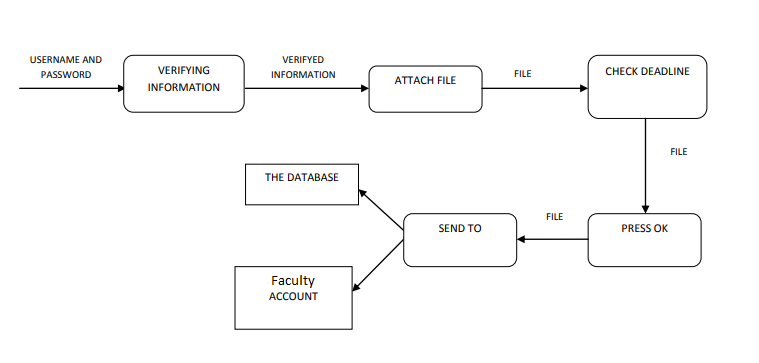 USERNAME AND
PASSWORD
VERIFYING
INFORMATION
VERIFYED
INFORMATION
ATTACH FILE
FILE
CHECK DEADLINE
FILE
PRESS OK
FILE
SEND TO
THE DATABASE
Faculty
ACCOUNT